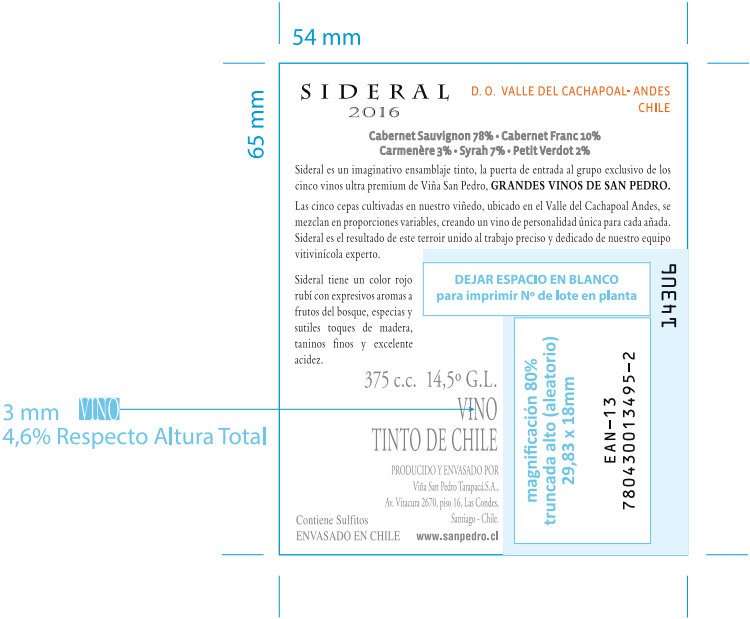 54 mm
65 mm
SIDERAL
2016
D. O. VALLE DEL CACHAPOAL- ANDES
CHILE
Cabernet Sauvignon 78% • Cabernet Franc 10%
Carmenère 3% • Syrah 7% • Petit Verdot 2%
Sideral es un imaginativo ensamblaje tinto, la puerta de entrada al grupo exclusivo de los
cinco vinos ultra premium de Viña San Pedro, GRANDES VINOS DE SAN PEDRO.
Las cinco cepas cultivadas en nuestro viñedo, ubicado en el Valle del Cachapoal Andes, se
mezclan en proporciones variables, creando un vino de personalidad única para cada añada.
Sideral es el resultado de este terroir unido al trabajo preciso y dedicado de nuestro equipo
vitivinícola experto.
Sideral tiene un color rojo
rubí con expresivos aromas a
frutos del bosque, especias y
sutiles toques de madera,
taninos finos y excelente
acidez.
DEJAR ESPACIO EN BLANCO
para imprimir Nº de lote en planta
143U6
375 c.c. 14,5º G.L.
VINO
TINTO DE CHILE
3 mm VINO
4,6% Respecto Altura Total
PRODUCIDO Y ENVASADO POR
Viña San Pedro Tarapacá.S.A.,
Av. Vitacura 2670, piso 16, Las Condes,
Santiago - Chile.
Contiene Sulfitos
ENVASADO EN CHILE www.sanpedro.cl
magnificación 80%
truncada alto (aleatorio)
29,83 x 18mm
EAN-13
780430013495-2